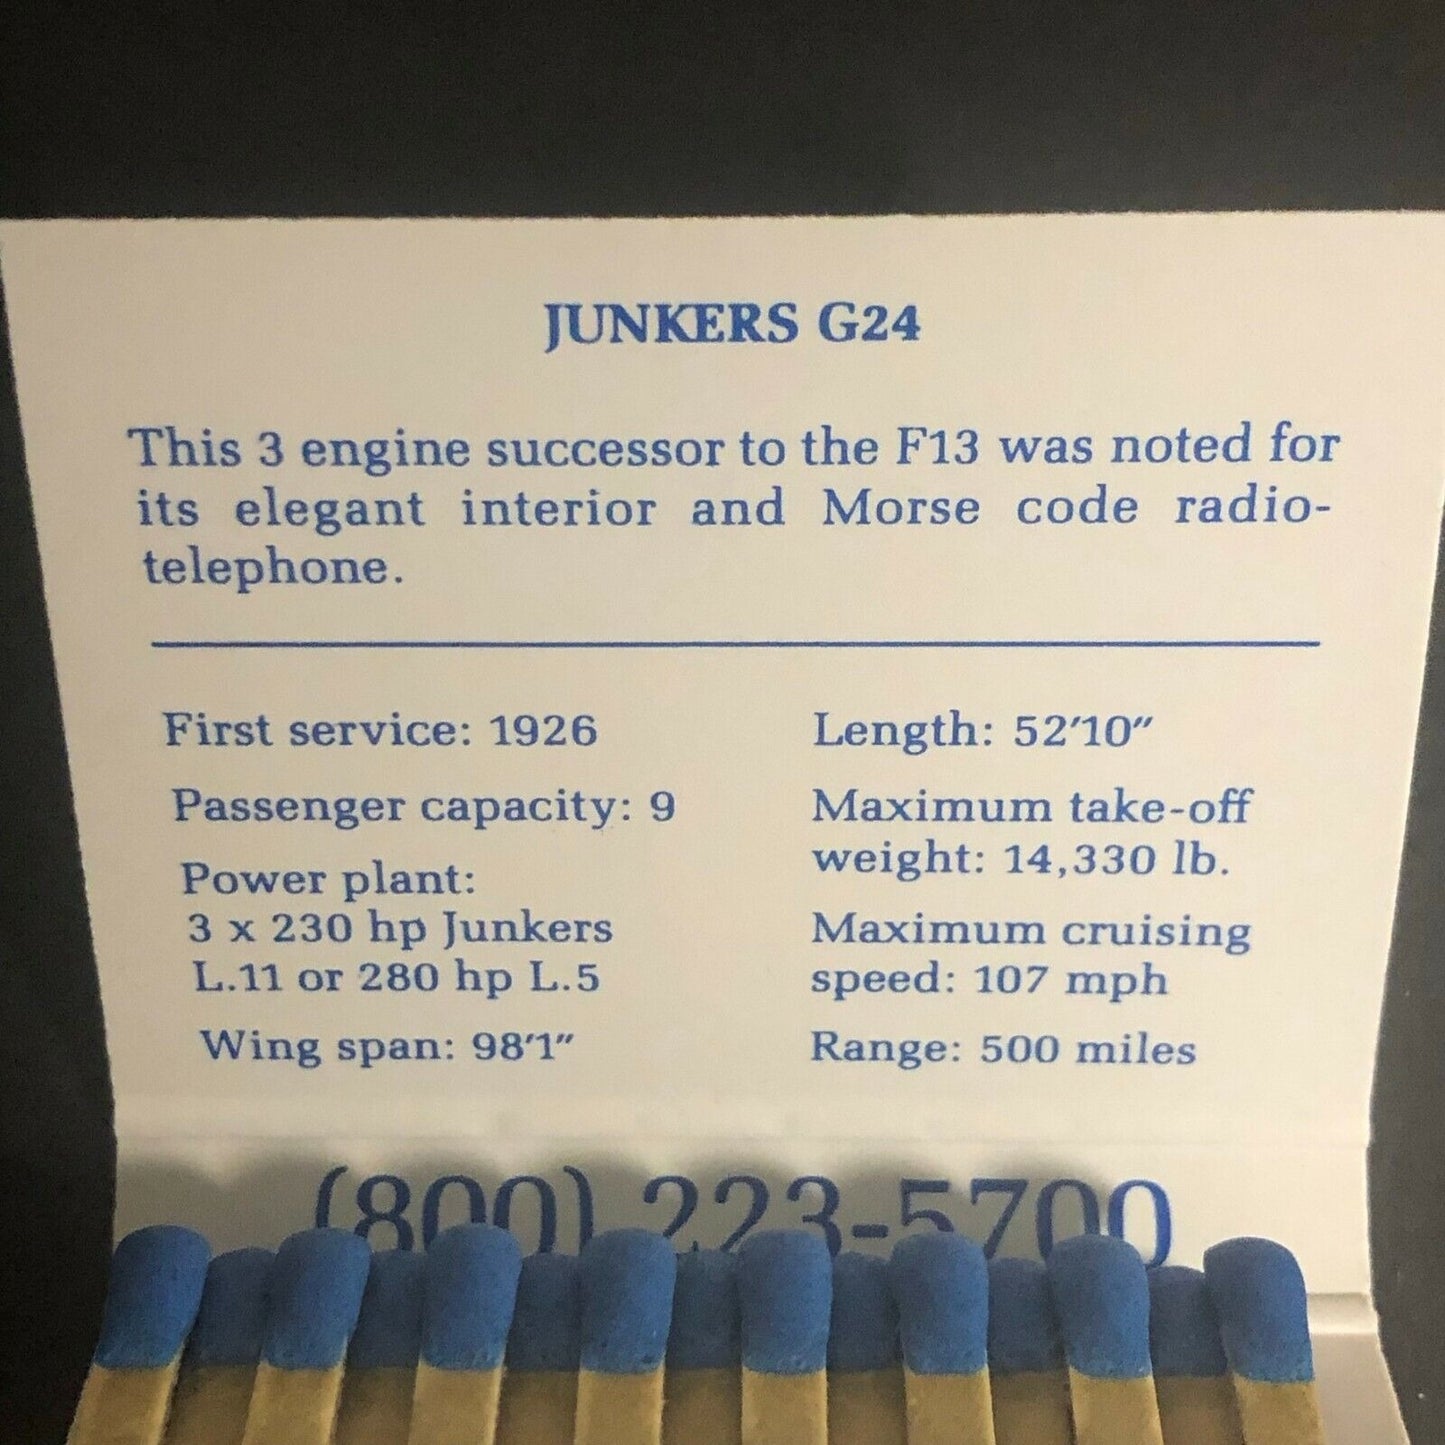 JUNKERS G24
This 3 engine successor to the F13 was noted for
its elegant interior and Morse code radio-
telephone.
First service: 1926
Passenger capacity: 9
Power plant:
3 x 230 hp Junkers
L.11 or 280 hp L.5
Wing span: 98'1"
Length: 52'10"
Maximum take-off
weight: 14,330 lb.
Maximum cruising
speed: 107 mph
Range: 500 miles
(800) 223-5700